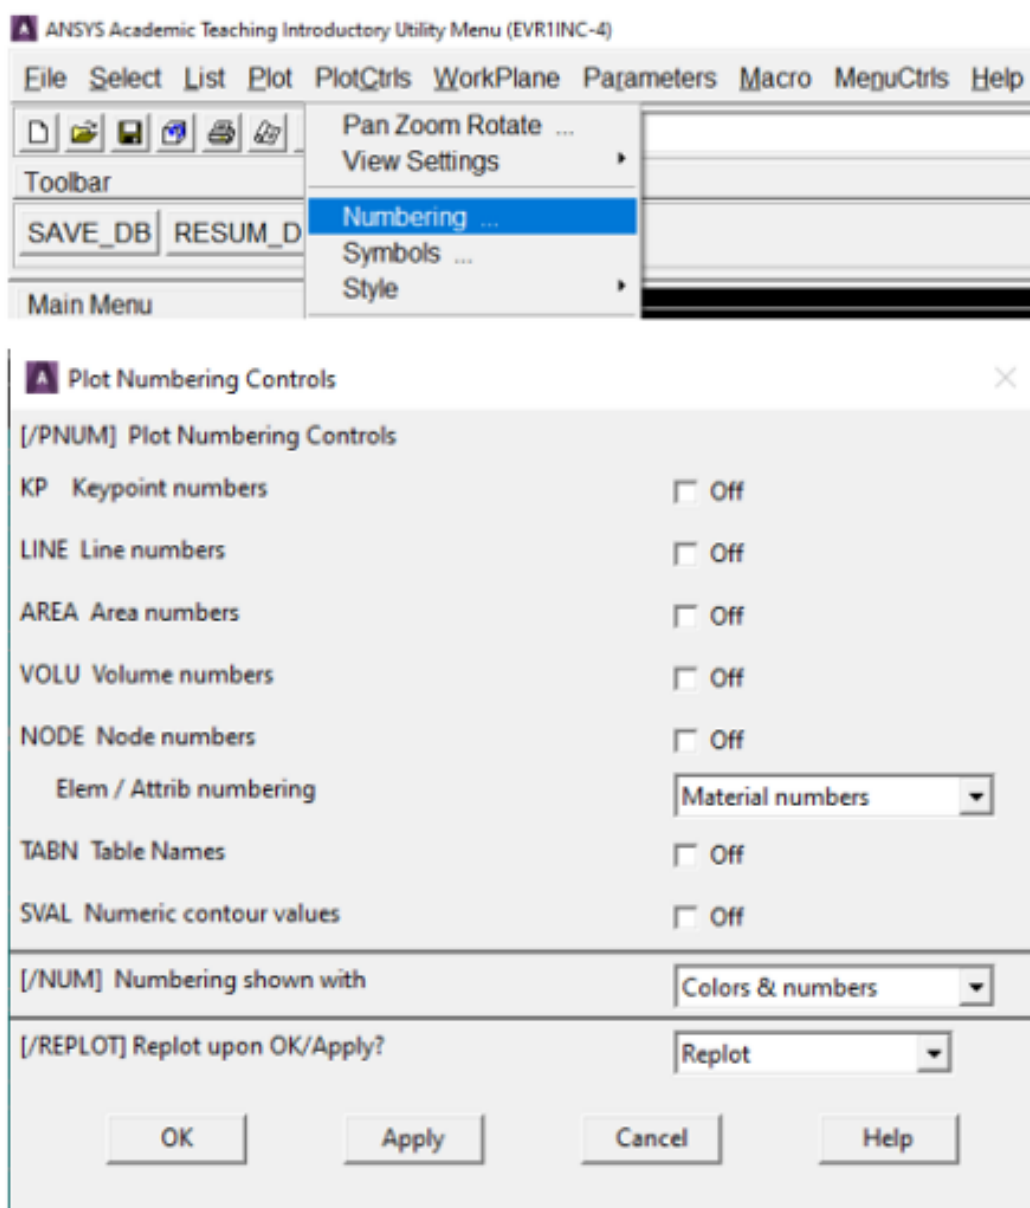 ANSYS Academic Teaching Introductory Utility Menu (EVR1INC-4)
File Select List Plot PlotCtrls WorkPlane Parameters Macro MenuCtrls Help
Pan Zoom Rotate ...
View Settings
Toolbar
Numbering ...
SAVE_DB RESUM_D
Symbols ...
Style
Main Menu
A Plot Numbering Controls
[/PNUM] Plot Numbering Controls
KP Keypoint numbers Off
LINE Line numbers Off
AREA Area numbers Off
VOLU Volume numbers Off
NODE Node numbers Off
Elem / Attrib numbering Material numbers
TABN Table Names Off
SVAL Numeric contour values Off
[/NUM] Numbering shown with Colors & numbers
[/REPLOT] Replot upon OK/Apply? Replot
OK Apply Cancel Help